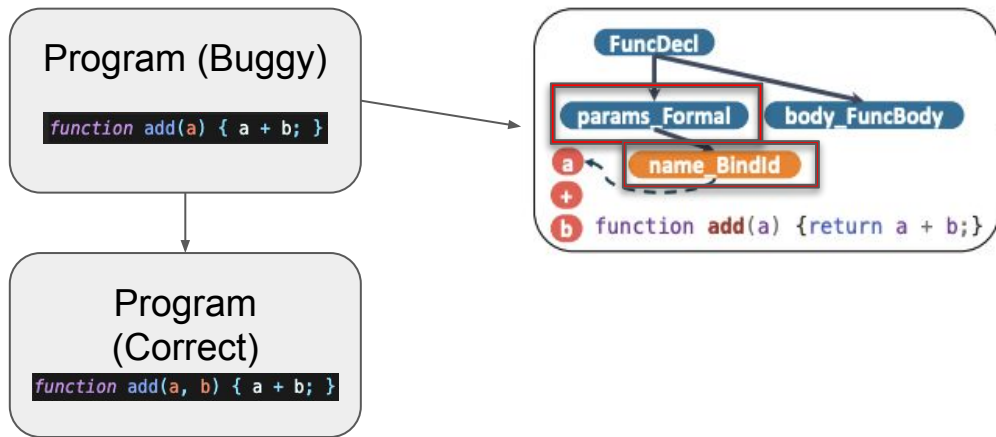 Program (Buggy)
function add(a) { a + b; }
Program
(Correct)
function add(a, b) { a + b; }
FuncDecl
params_Formal body_FuncBody
a name_BindId
+
b function add(a) {return a + b;}